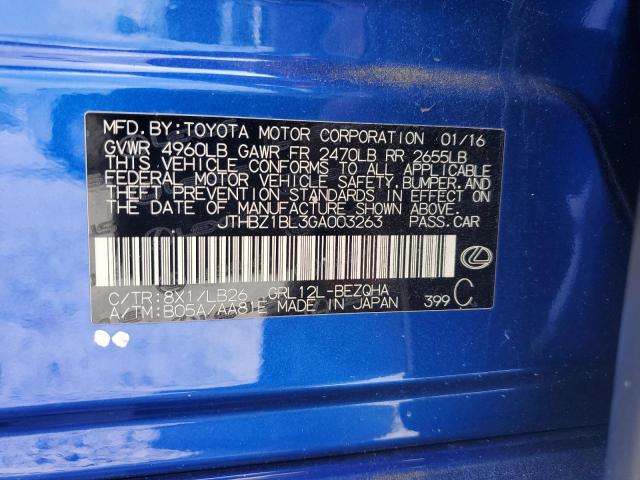 MFD.BY:TOYOTA MOTOR CORPORATION 01/16
GVWR 4960LB GAWR FR 2470LB RR 2655LB
THIS VEHICLE CONFORMS TO ALL APPLICABLE
FEDERAL MOTOR VEHICLE SAFETY,BUMPER,AND
THEFT PREVENTION STANDARDS IN EFFECT ON
THE DATE OF MANUFACTURE SHOWN ABOVE.
JTHBZ1BL3GA003263 PASS.CAR
C/TR:8X1/LB26 GRL12L-BEZQHA
A/TM:B05A/AA81E MADE IN JAPAN 399 C